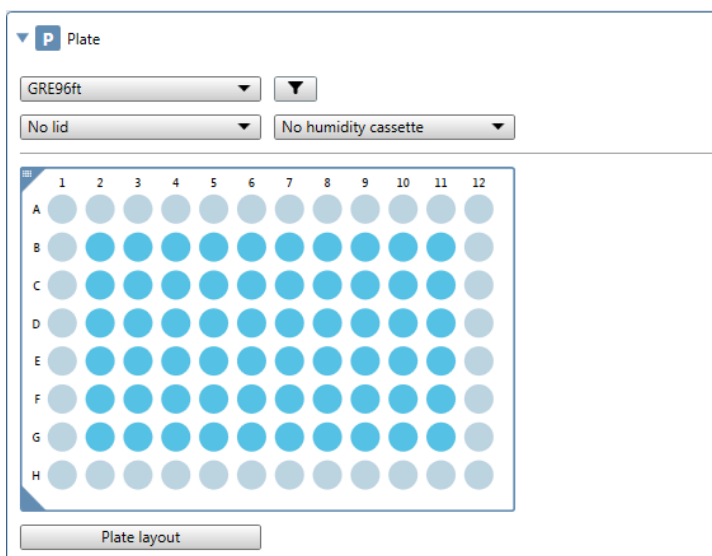 P Plate
GRE96ft
No lid No humidity cassette
1 2 3 4 5 6 7 8 9 10 11 12
A
B
C
D
E
F
G
H
Plate layout